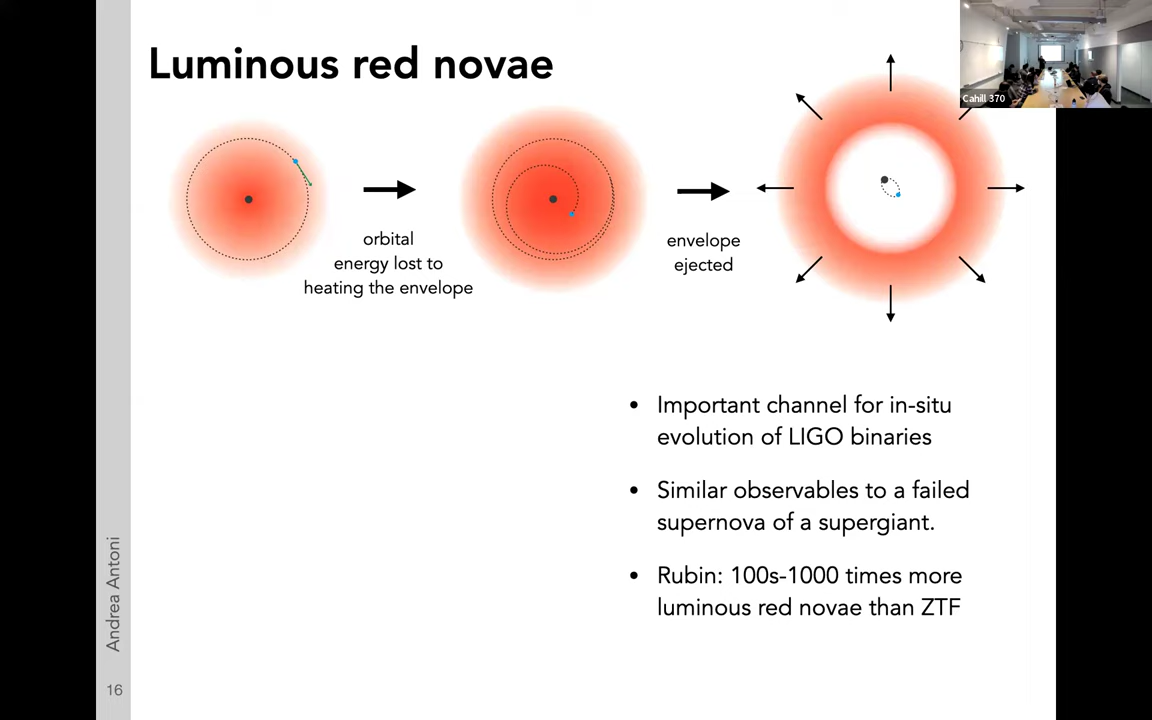 Luminous red novae
Cahill 370
orbital
energy lost to
heating the envelope
envelope
ejected
• Important channel for in-situ
evolution of LIGO binaries
• Similar observables to a failed
supernova of a supergiant.
• Rubin: 100s-1000 times more
luminous red novae than ZTF
Andrea Antoni
16